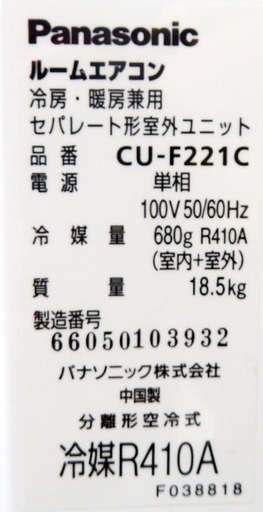 Panasonic
ルームエアコン
冷房・暖房兼用
セパレート形室外ユニット
品番 CU-F221C
電源 単相
100V 50/60Hz
冷媒量 680g R410A
(室内+室外)
質量 18.5kg
製造番号
66050103932
パナソニック株式会社
中国製
分離形空冷式
冷媒R410A
F038818